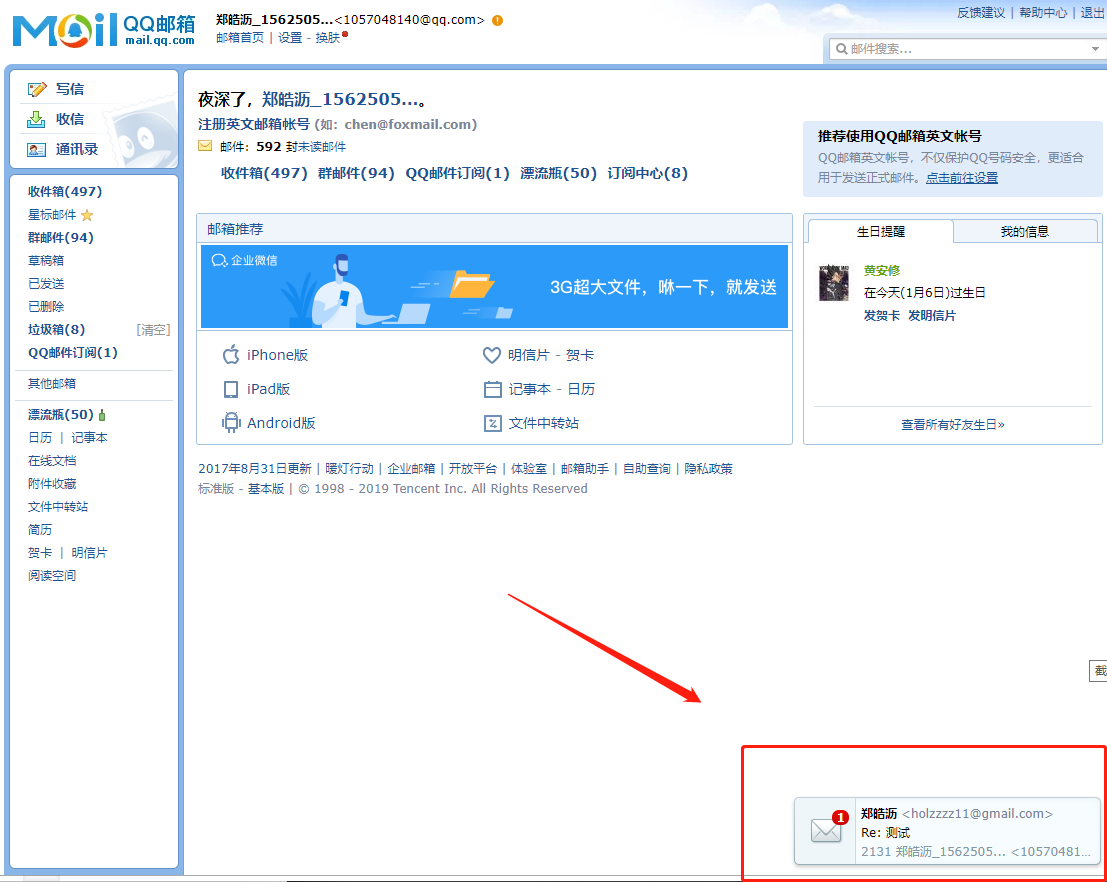 Mail QQ邮箱 mail.qq.com
郑皓沥_1562505...<1057048140@qq.com>
邮箱首页 | 设置 - 换肤
反馈建议 | 帮助中心 | 退出
邮件搜索...
写信
收信
通讯录
收件箱(497)
星标邮件
群邮件(94)
草稿箱
已发送
已删除
垃圾箱(8) [清空]
QQ邮件订阅(1)
其他邮箱
漂流瓶(50)
日历 | 记事本
在线文档
附件收藏
文件中转站
简历
贺卡 | 明信片
阅读空间
夜深了，郑皓沥_1562505...。
注册英文邮箱帐号 (如: chen@foxmail.com)
邮件: 592 封未读邮件
收件箱(497) 群邮件(94) QQ邮件订阅(1) 漂流瓶(50) 订阅中心(8)
邮箱推荐
企业微信
3G超大文件，咻一下，就发送
iPhone版
明信片 - 贺卡
iPad版
记事本 - 日历
Android版
文件中转站
推荐使用QQ邮箱英文帐号
QQ邮箱英文帐号，不仅保护QQ号码安全，更适合
用于发送正式邮件。点击前往设置
生日提醒 我的信息
黄安修
在今天(1月6日)过生日
发贺卡 发明信片
查看所有好友生日»
2017年8月31日更新 | 暖灯行动 | 企业邮箱 | 开放平台 | 体验室 | 邮箱助手 | 自助查询 | 隐私政策
标准版 - 基本版 | © 1998 - 2019 Tencent Inc. All Rights Reserved
截
1
郑皓沥 <holzzzz11@gmail.com>
Re: 测试
2131 郑皓沥_1562505... <10570481...